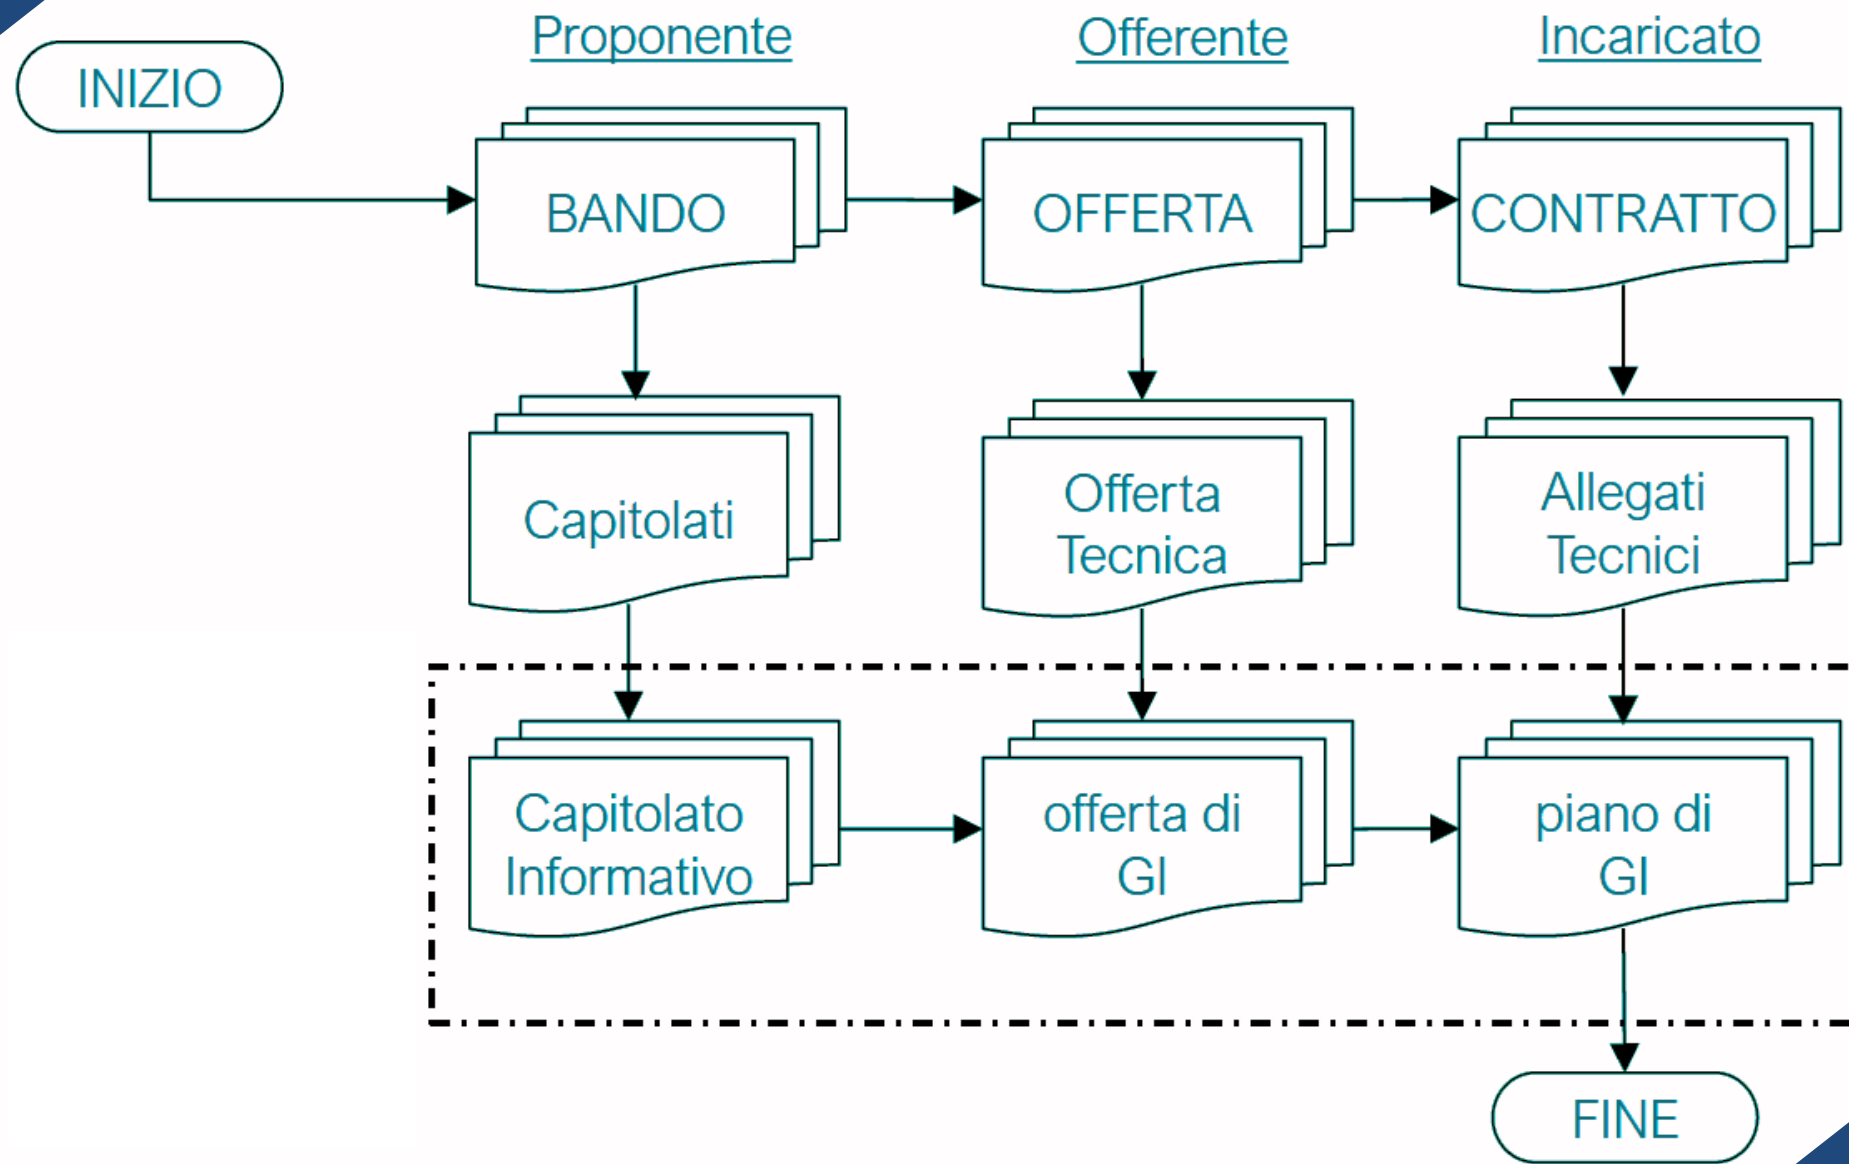 Proponente
Offerente
Incaricato
INIZIO
BANDO
OFFERTA
CONTRATTO
Capitolati
Offerta
Tecnica
Allegati
Tecnici
Capitolato
Informativo
offerta di
GI
piano di
GI
FINE